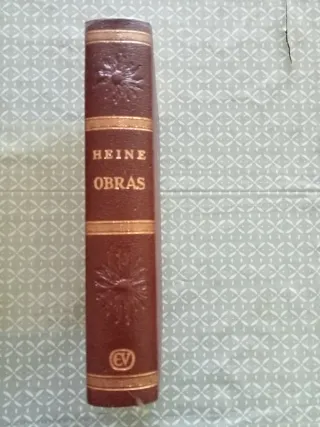 HEINE
OBRAS
EV